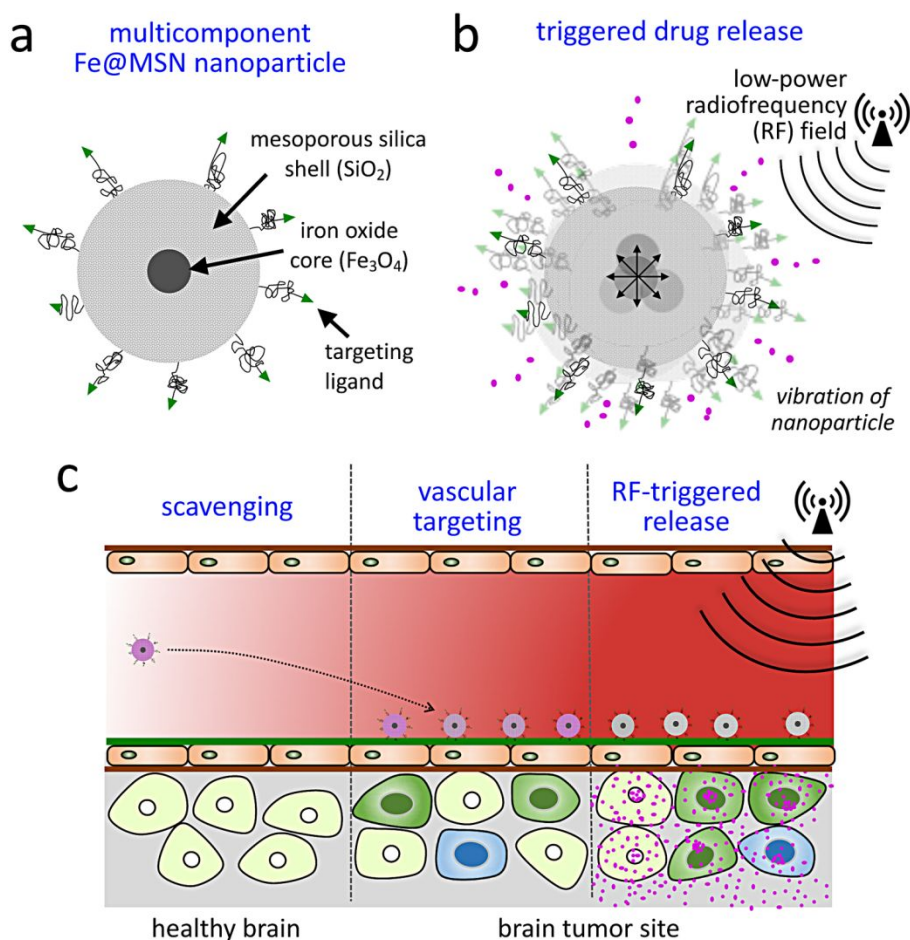 a
multicomponent
Fe@MSN nanoparticle
mesoporous silica
shell (SiO₂)
iron oxide
core (Fe₃O₄)
targeting
ligand
b
triggered drug release
low-power
radiofrequency
(RF) field
vibration of
nanoparticle
c
scavenging
vascular
targeting
RF-triggered
release
healthy brain
brain tumor site